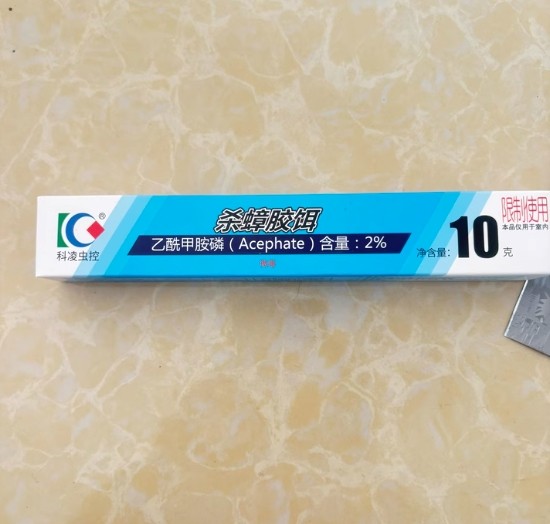 杀蟑胶饵
乙酰甲胺磷（Acephate）含量：2%
®
科凌虫控
净含量：10克
限制使用
本品仅用于室内